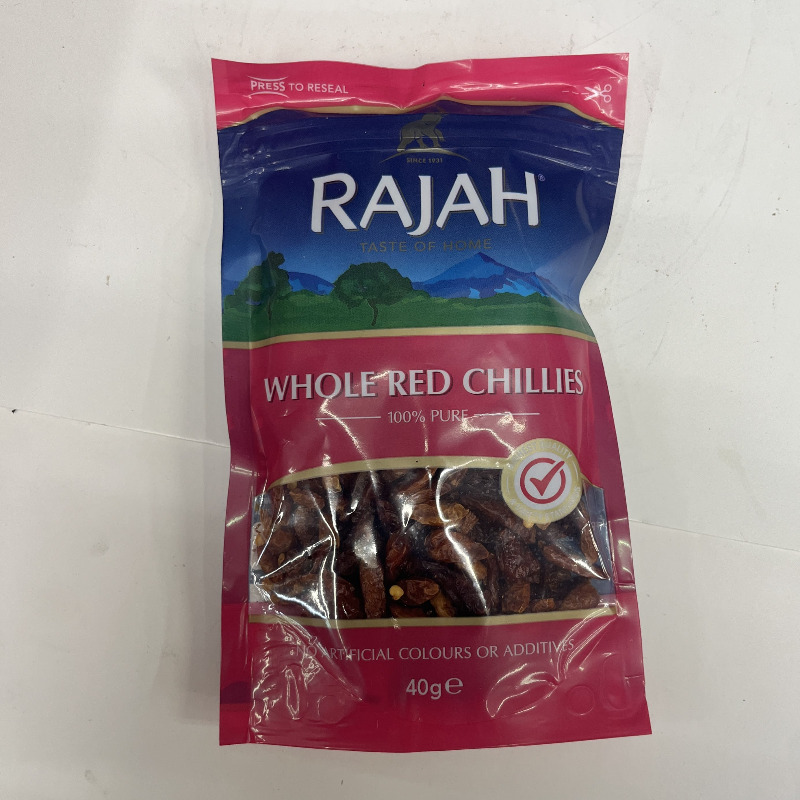 PRESS TO RESEAL
SINCE 1931
RAJAH®
TASTE OF HOME
WHOLE RED CHILLIES
100% PURE
NO ARTIFICIAL COLOURS OR ADDITIVES
40g℮